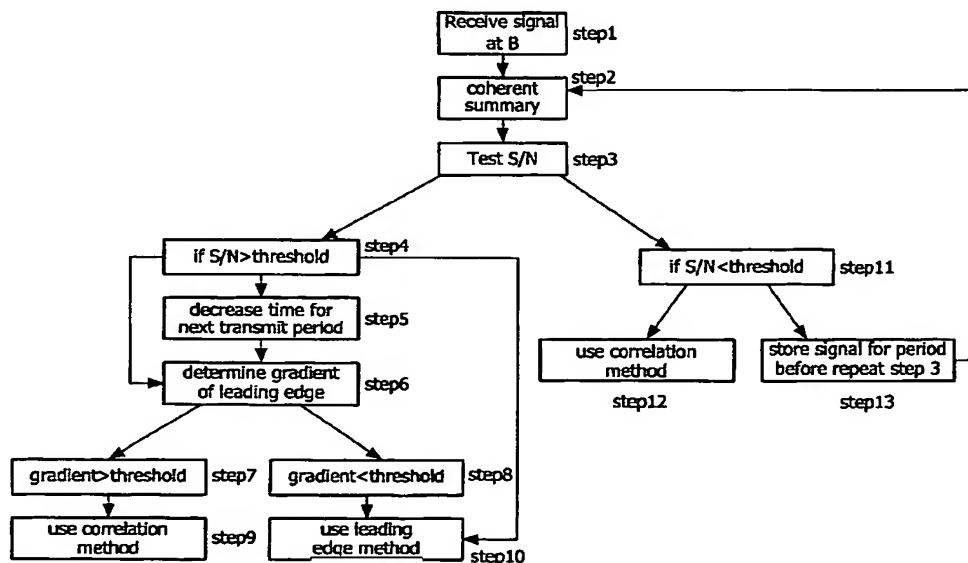 Receive signal
at B
step1
step2
coherent
summary
Test S/N
step3
if S/N>threshold
step4
if S/N<threshold
step11
decrease time for
next transmit period
step5
determine gradient
of leading edge
step6
use correlation
method
step12
store signal for period
before repeat step 3
step13
gradient>threshold
step7
gradient<threshold
step8
use correlation
method
step9
use leading
edge method
step10